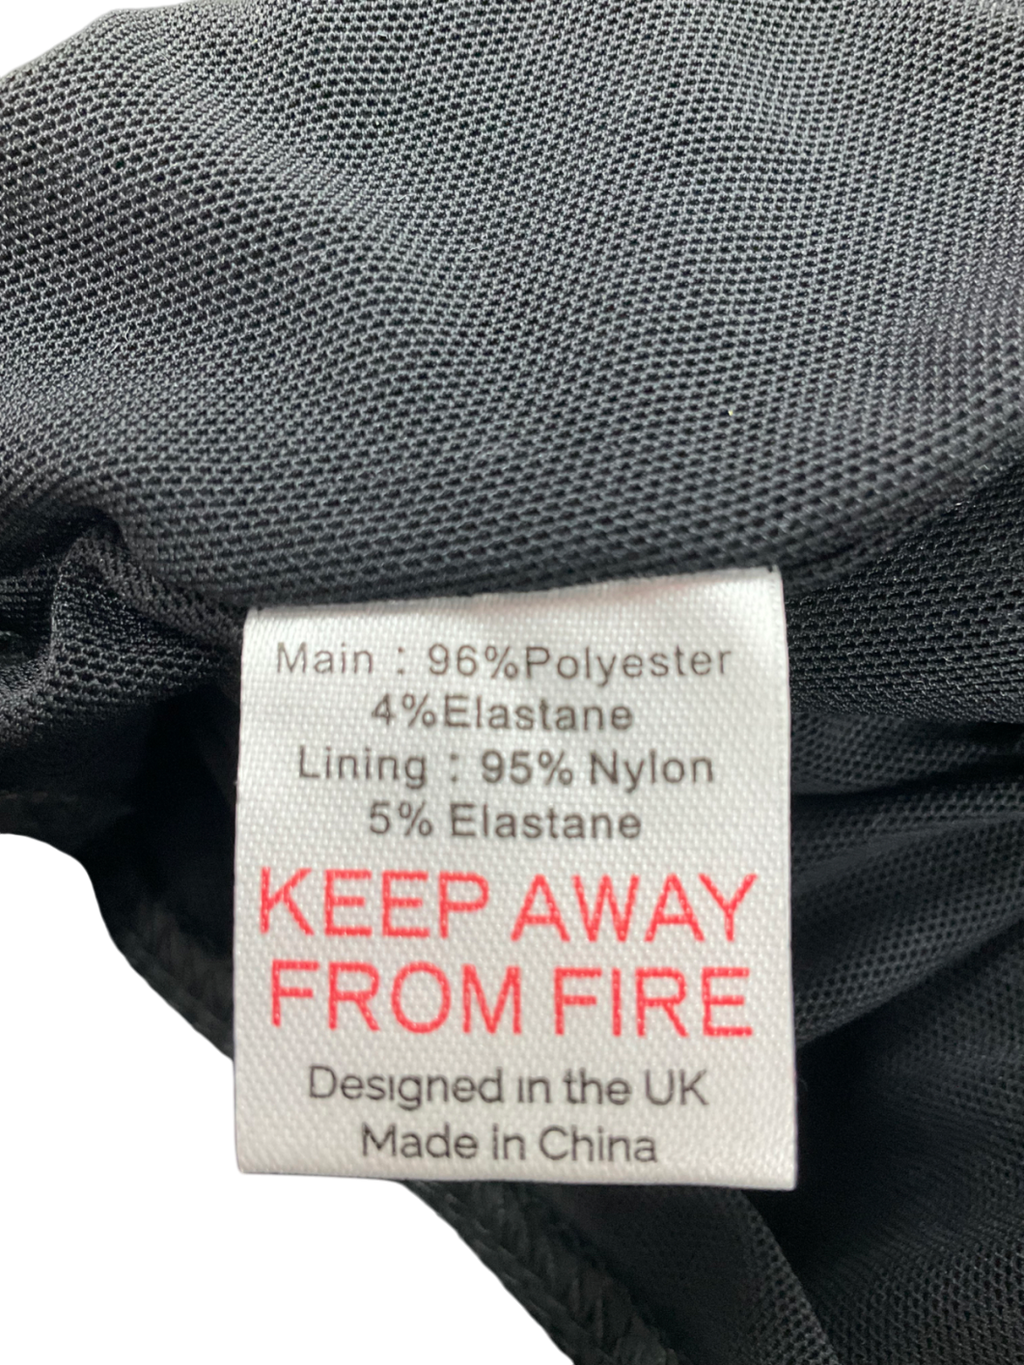 Main : 96%Polyester
4%Elastane
Lining : 95% Nylon
5% Elastane
KEEP AWAY
FROM FIRE
Designed in the UK
Made in China